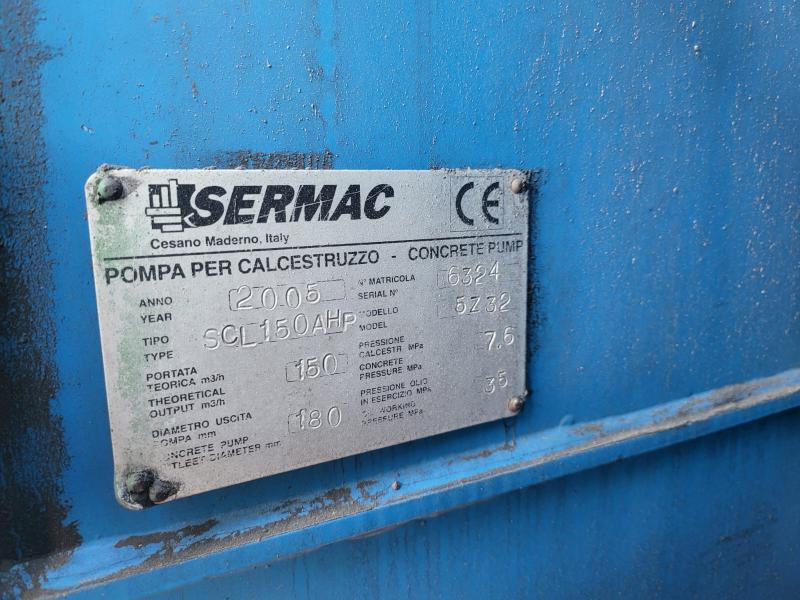 SERMAC CE
Cesano Maderno, Italy
POMPA PER CALCESTRUZZO - CONCRETE PUMP
ANNO
YEAR 2005
N° MATRICOLA
SERIAL N° 6324
TIPO
TYPE SCL150AHP
MODELLO
MODEL 5Z32
PORTATA
TEORICA m3/h
THEORETICAL
OUTPUT m3/h 150
PRESSIONE
CALCESTR. MPa
CONCRETE
PRESSURE MPa 7.6
DIAMETRO USCITA
POMPA mm
CONCRETE PUMP
DIAMETER mm 180
PRESSIONE OLIO
IN ESERCIZIO MPa
WORKING
PRESSURE MPa 35